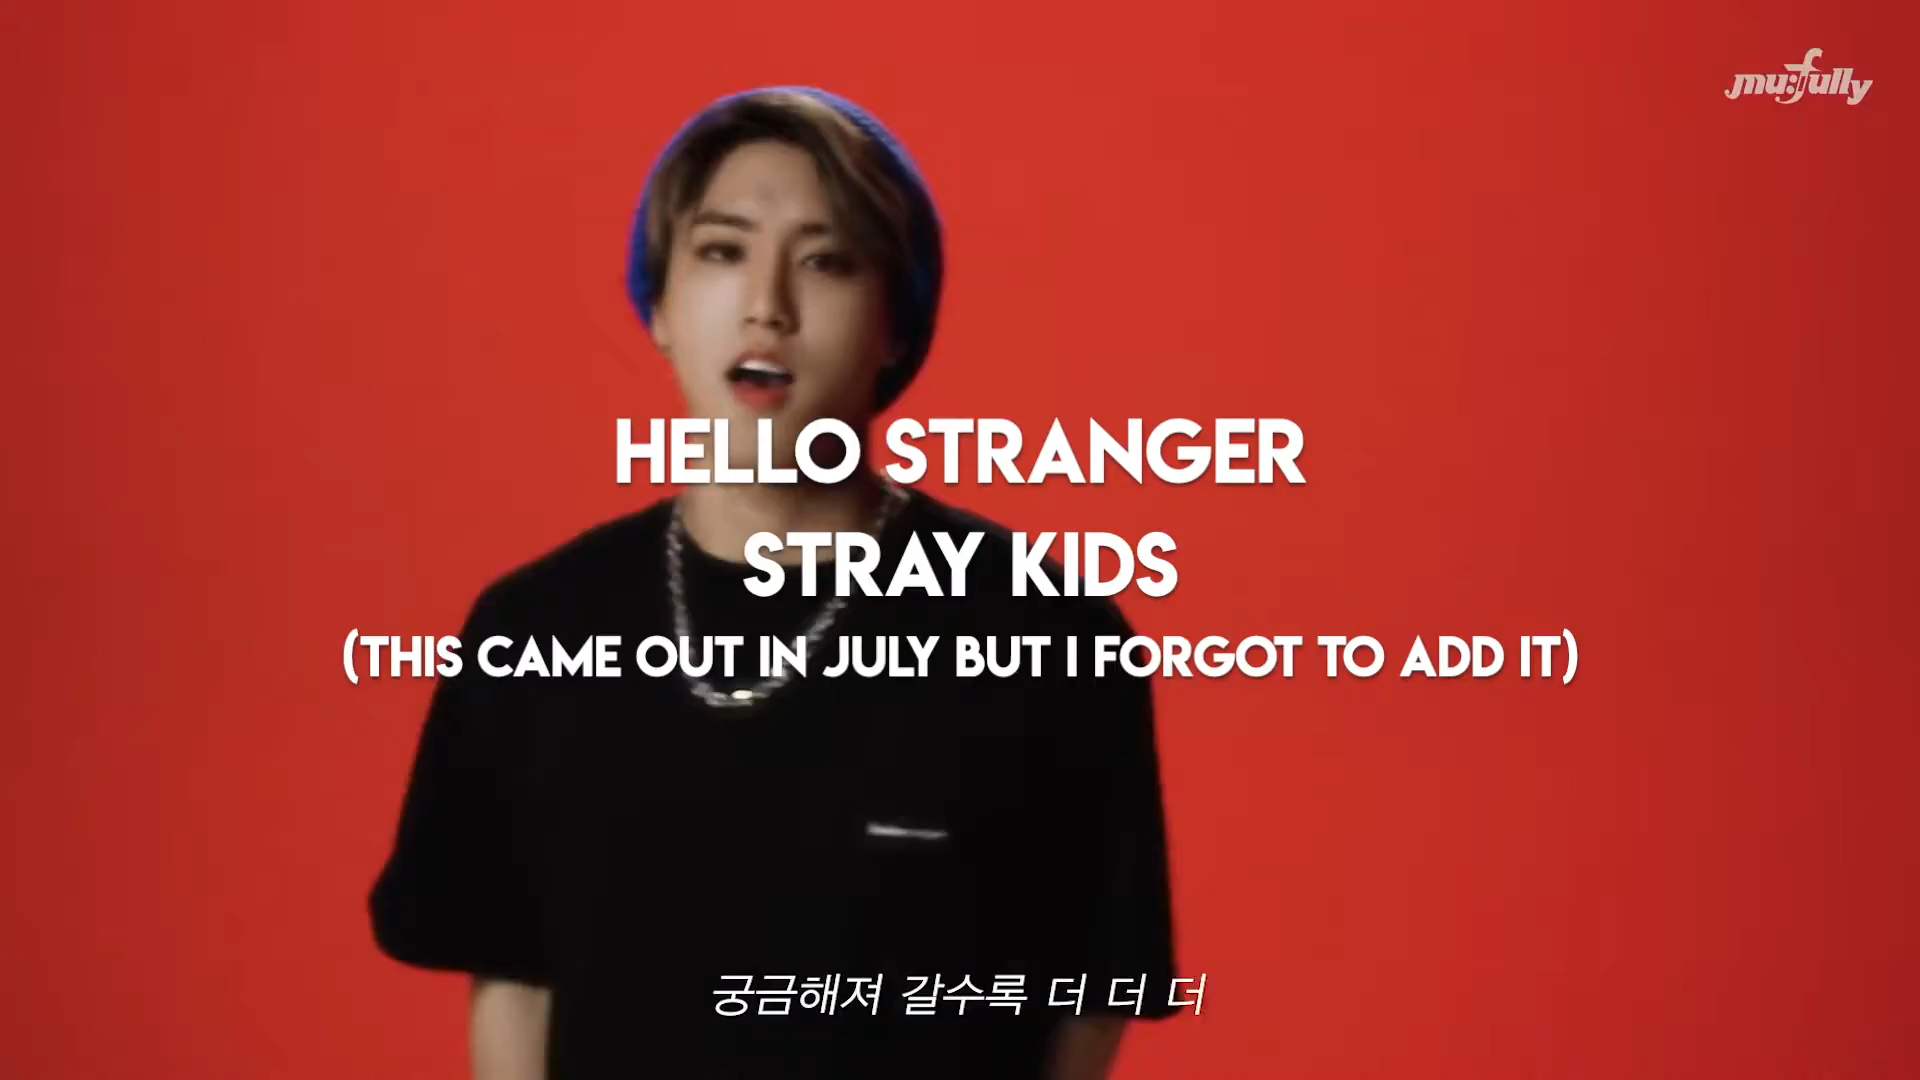 mu:fully
HELLO STRANGER
STRAY KIDS
(THIS CAME OUT IN JULY BUT I FORGOT TO ADD IT)
궁금해져 갈수록 더 더 더